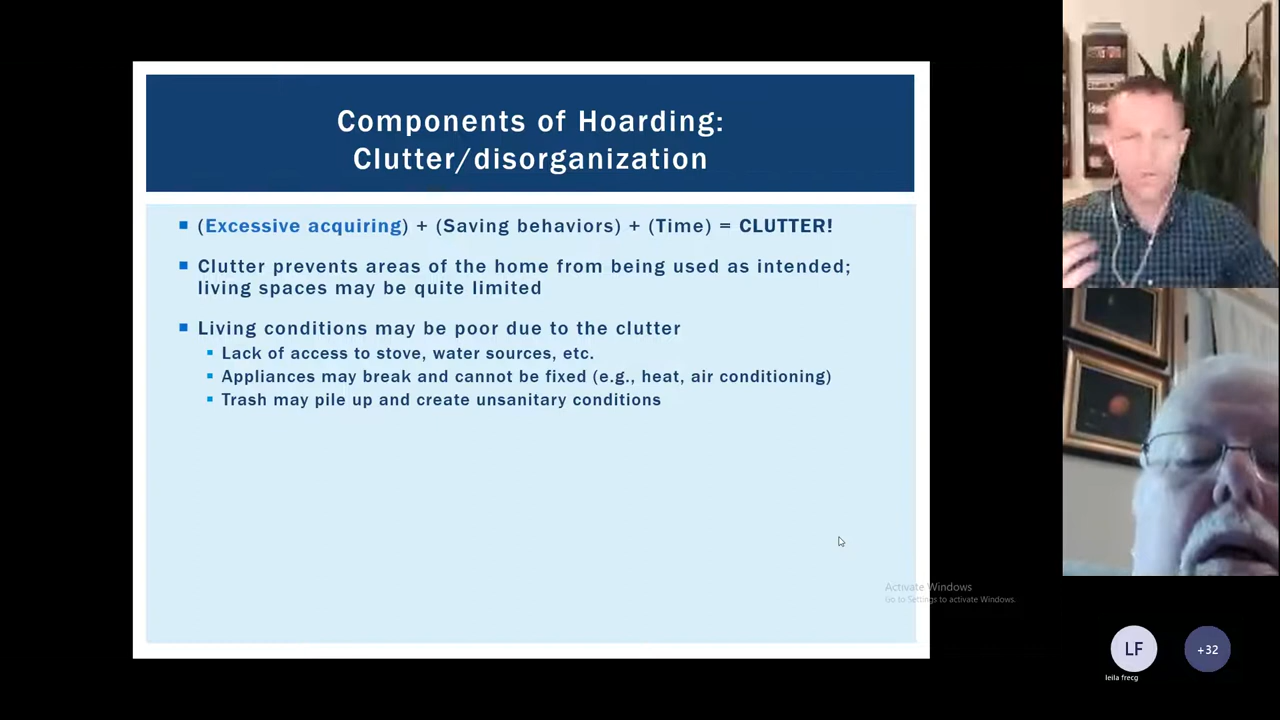 Components of Hoarding:
Clutter/disorganization
(Excessive acquiring) + (Saving behaviors) + (Time) = CLUTTER!
Clutter prevents areas of the home from being used as intended;
living spaces may be quite limited
Living conditions may be poor due to the clutter
Lack of access to stove, water sources, etc.
Appliances may break and cannot be fixed (e.g., heat, air conditioning)
Trash may pile up and create unsanitary conditions
Activate Windows
Go to Settings to activate Windows.
LF
+32
leila frecg